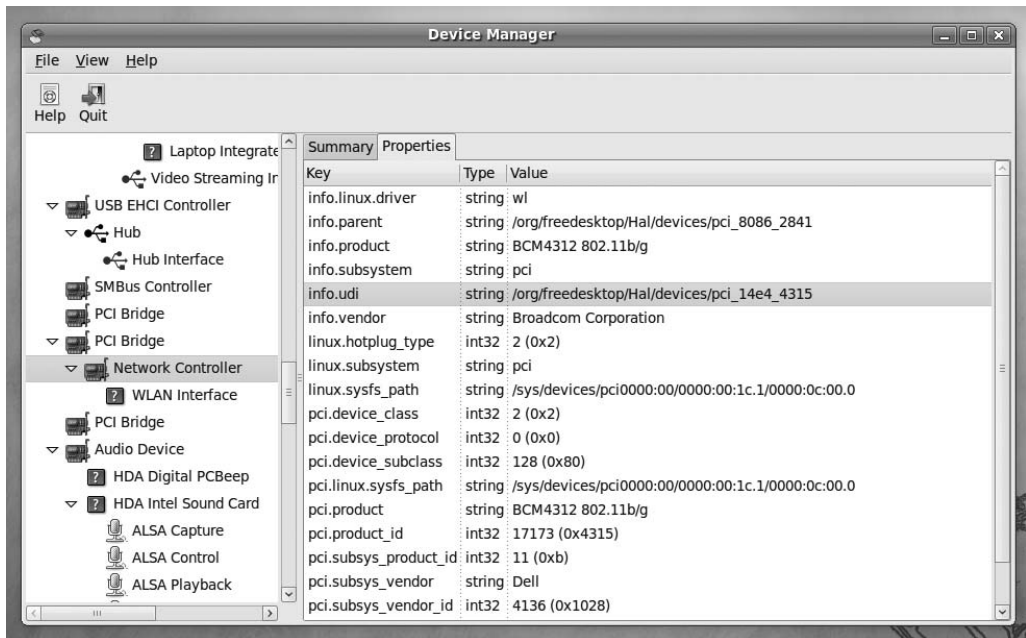 Device Manager
File View Help
Help Quit
Laptop Integrate
Video Streaming In
USB EHCI Controller
Hub
Hub Interface
SMBus Controller
PCI Bridge
PCI Bridge
Network Controller
WLAN Interface
PCI Bridge
Audio Device
HDA Digital PCBeep
HDA Intel Sound Card
ALSA Capture
ALSA Control
ALSA Playback
Summary Properties
Key Type Value
info.linux.driver string wl
info.parent string /org/freedesktop/Hal/devices/pci_8086_2841
info.product string BCM4312 802.11b/g
info.subsystem string pci
info.udi string /org/freedesktop/Hal/devices/pci_14e4_4315
info.vendor string Broadcom Corporation
linux.hotplug_type int32 2 (0x2)
linux.subsystem string pci
linux.sysfs_path string /sys/devices/pci0000:00/0000:00:1c.1/0000:0c:00.0
pci.device_class int32 2 (0x2)
pci.device_protocol int32 0 (0x0)
pci.device_subclass int32 128 (0x80)
pci.linux.sysfs_path string /sys/devices/pci0000:00/0000:00:1c.1/0000:0c:00.0
pci.product string BCM4312 802.11b/g
pci.product_id int32 17173 (0x4315)
pci.subsys_product_id int32 11 (0xb)
pci.subsys_vendor string Dell
pci.subsys_vendor_id int32 4136 (0x1028)